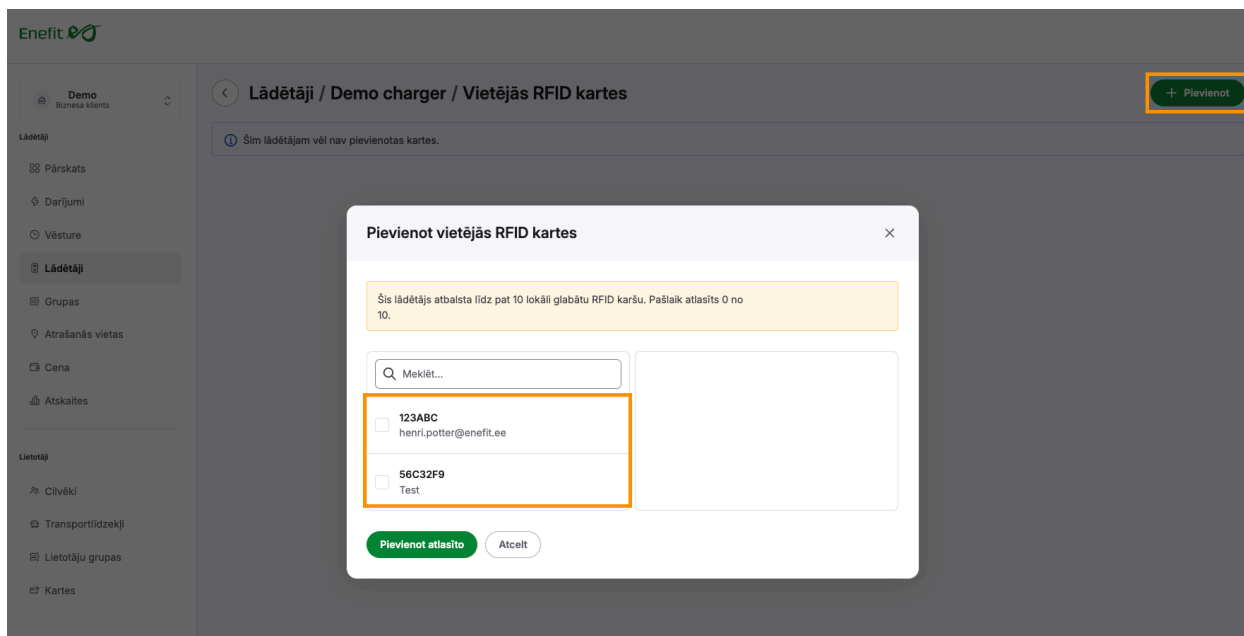 Enefit
Demo
Biznesa klients
Lādētāji / Demo charger / Vietējās RFID kartes
+ Pievienot
Šim lādētājam vēl nav pievienotas kartes.
Lādētāji
Pārskats
Darījumi
Vēsture
Lādētāji
Grupas
Atrašanās vietas
Cena
Atskaites
Lietotāji
Cilvēki
Transportlīdzekļi
Lietotāju grupas
Kartes
Pievienot vietējās RFID kartes
Šis lādētājs atbalsta līdz pat 10 lokāli glabātu RFID karšu. Pašlaik atlasīts 0 no
10.
Meklēt...
123ABC
henri.potter@enefit.ee
56C32F9
Test
Pievienot atlasīto
Atcelt